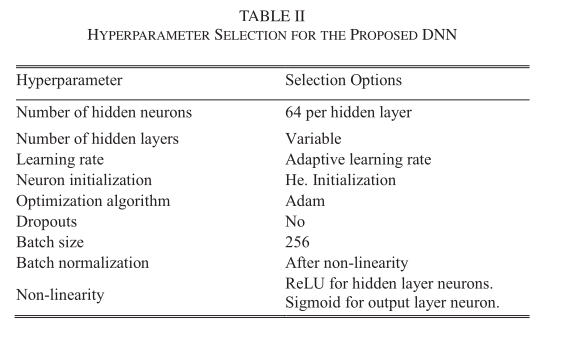 TABLE II
HYPERPARAMETER SELECTION FOR THE PROPOSED DNN
Hyperparameter Selection Options
Number of hidden neurons 64 per hidden layer
Number of hidden layers Variable
Learning rate Adaptive learning rate
Neuron initialization He. Initialization
Optimization algorithm Adam
Dropouts No
Batch size 256
Batch normalization After non-linearity
Non-linearity ReLU for hidden layer neurons.
Sigmoid for output layer neuron.